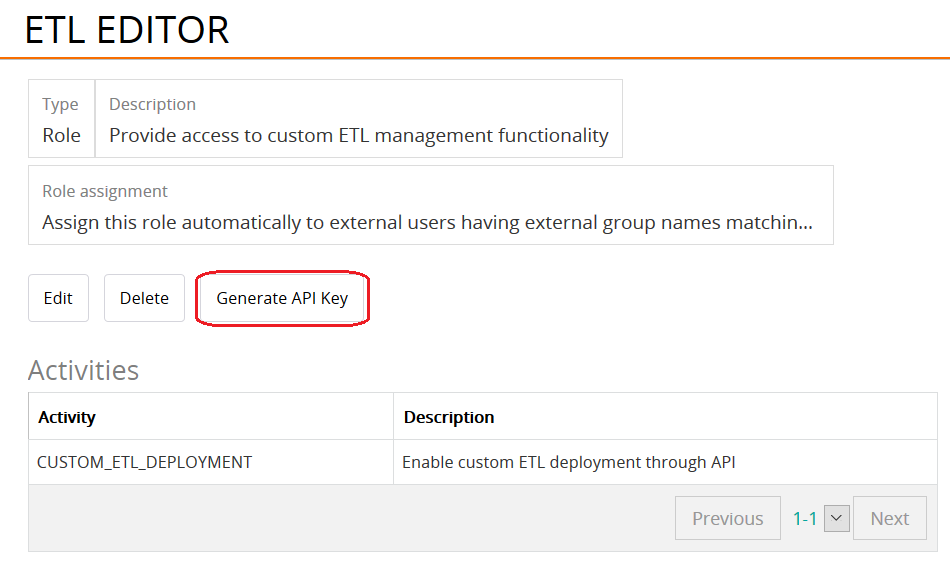 ETL EDITOR
Type Description
Role Provide access to custom ETL management functionality
Role assignment
Assign this role automatically to external users having external group names matchin...
Edit Delete Generate API Key
Activities
Activity Description
CUSTOM_ETL_DEPLOYMENT Enable custom ETL deployment through API
Previous 1-1 Next